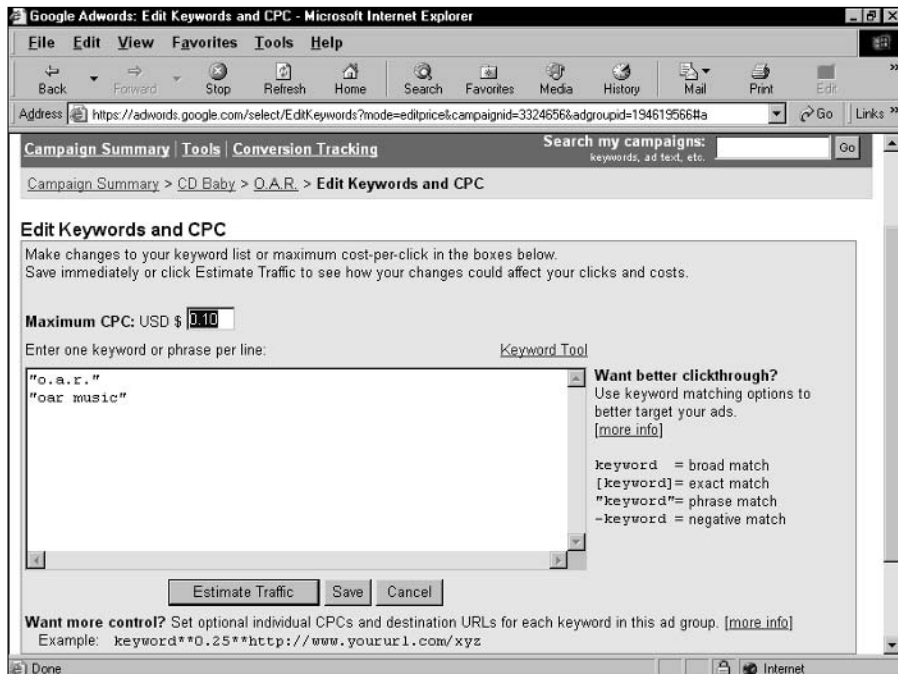 Google Adwords: Edit Keywords and CPC - Microsoft Internet Explorer
File Edit View Favorites Tools Help
Back Forward Stop Refresh Home Search Favorites Media History Mail Print Edit
Address https://adwords.google.com/select/EditKeywords?mode=editprice&campaignid=3324656&adgroupid=194619566#a Go Links
Campaign Summary | Tools | Conversion Tracking Search my campaigns: Go
keywords, ad text, etc.
Campaign Summary > CD Baby > O.A.R. > Edit Keywords and CPC
Edit Keywords and CPC
Make changes to your keyword list or maximum cost-per-click in the boxes below.
Save immediately or click Estimate Traffic to see how your changes could affect your clicks and costs.
Maximum CPC: USD $ 0.10
Enter one keyword or phrase per line: Keyword Tool
"o.a.r."
"oar music"
Want better clickthrough?
Use keyword matching options to
better target your ads.
[more info]
keyword = broad match
[keyword]= exact match
"keyword"= phrase match
-keyword = negative match
Estimate Traffic Save Cancel
Want more control? Set optional individual CPCs and destination URLs for each keyword in this ad group. [more info]
Example: keyword**0.25**http://www.yoururl.com/xyz
Done Internet